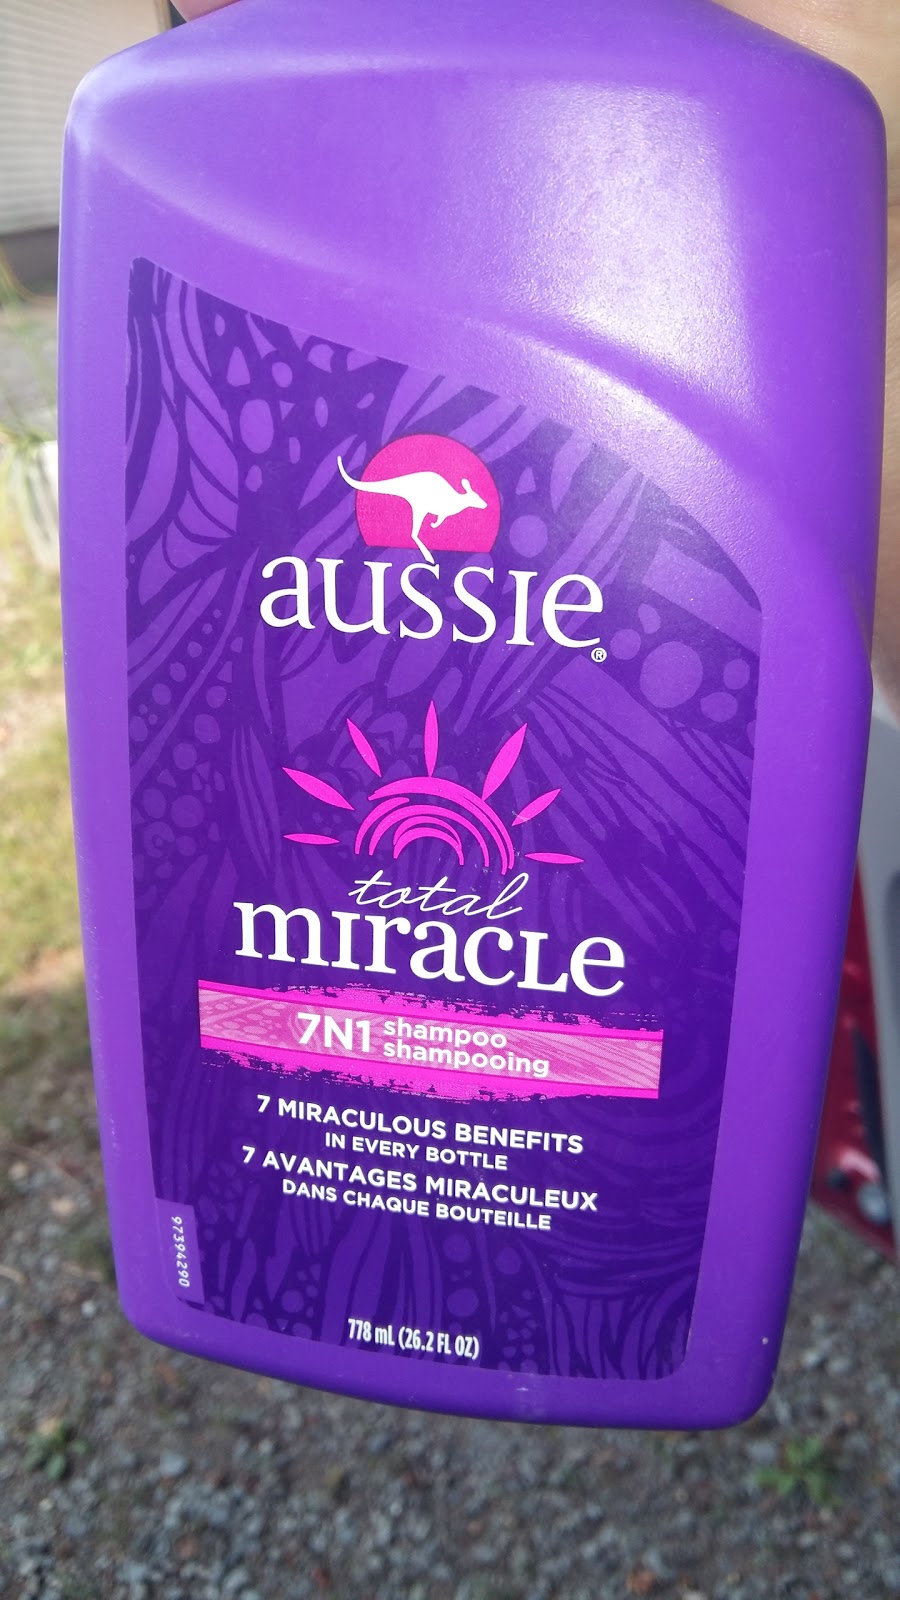 aussie®
total
miracle
7N1 shampoo
shampooing
7 MIRACULOUS BENEFITS
IN EVERY BOTTLE
7 AVANTAGES MIRACULEUX
DANS CHAQUE BOUTEILLE
97394290
778 mL (26.2 FL OZ)